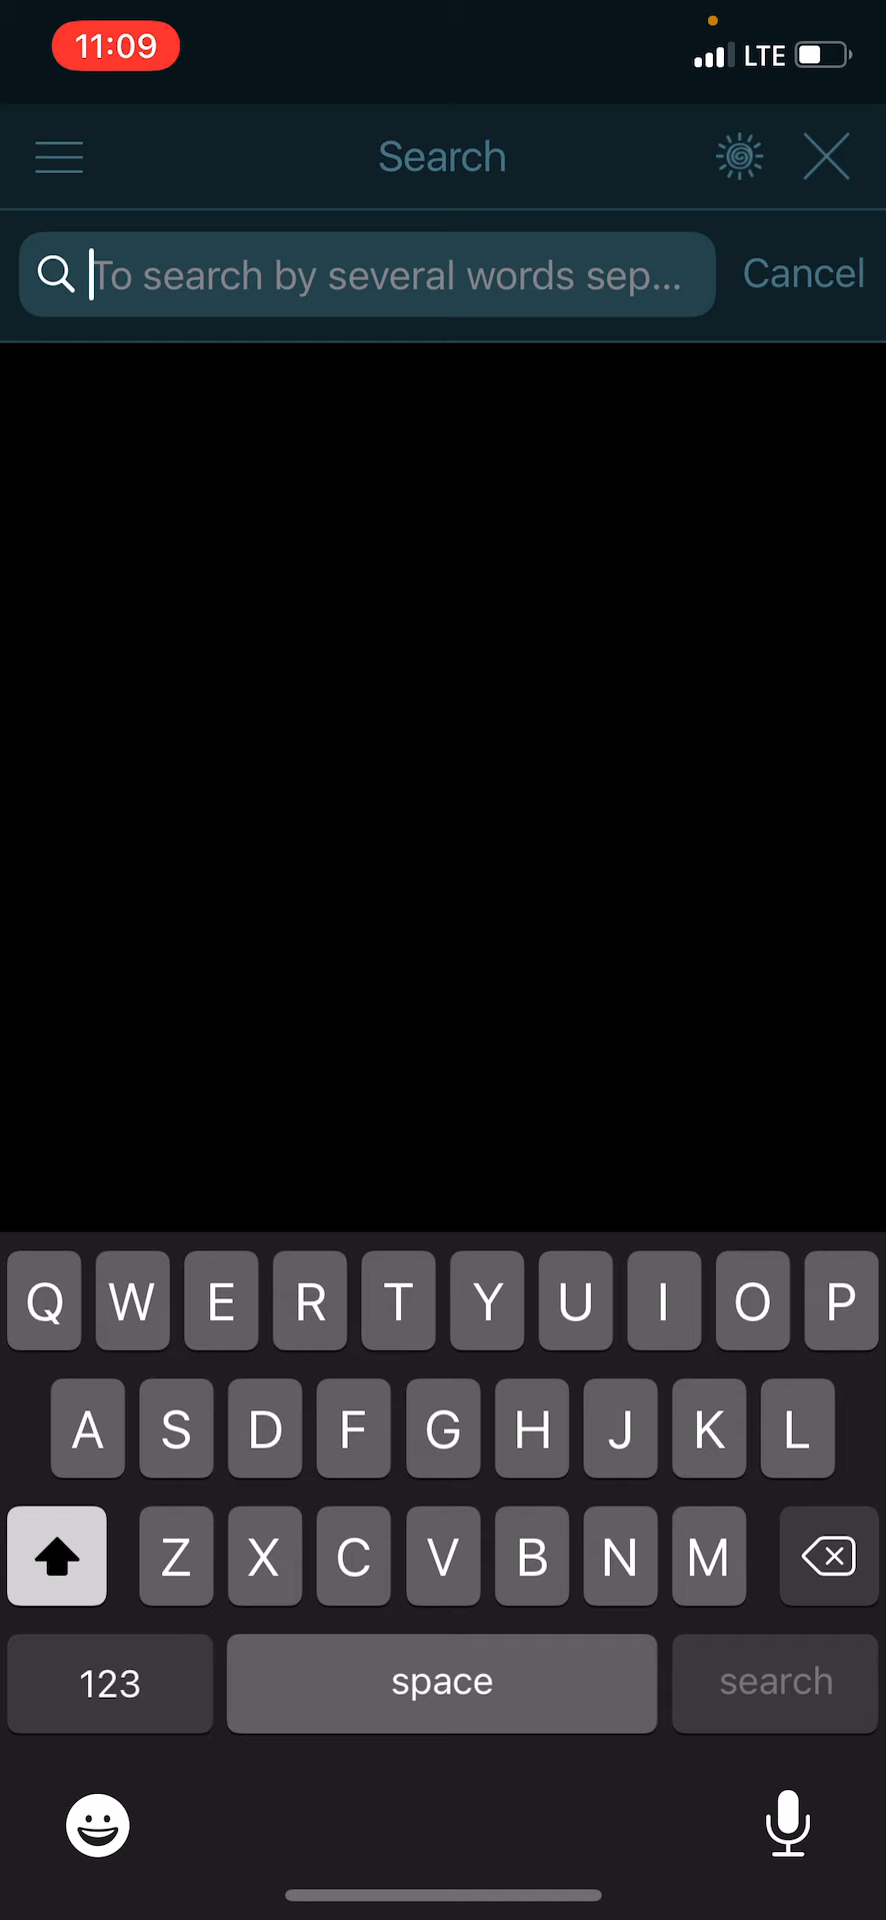 11:09
LTE
Search
To search by several words sep...
Cancel
Q W E R T Y U I O P
A S D F G H J K L
Z X C V B N M
123 space search